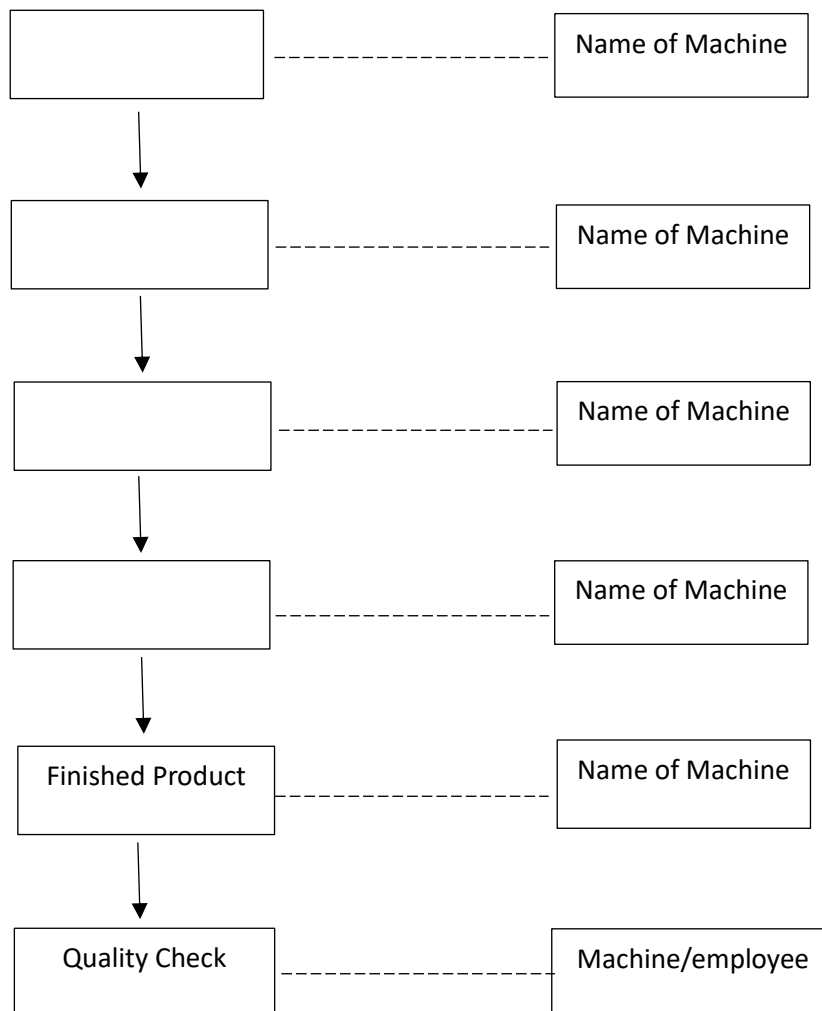 Name of Machine
Name of Machine
Name of Machine
Name of Machine
Finished Product
Name of Machine
Quality Check
Machine/employee